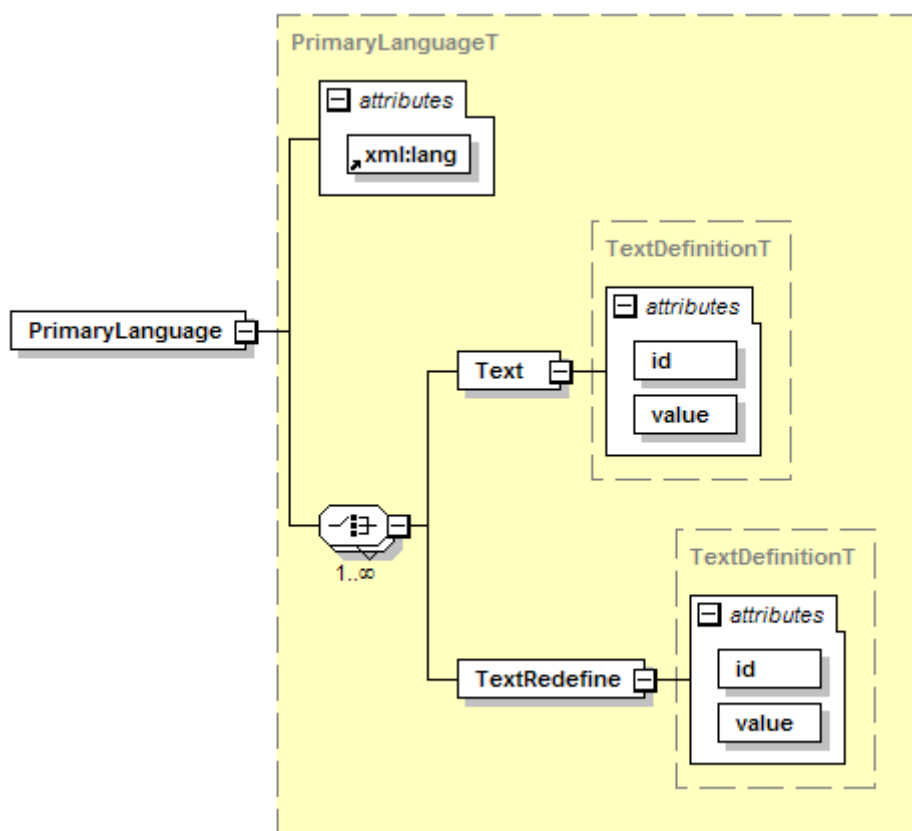 PrimaryLanguageT
attributes
xml:lang
TextDefinitionT
attributes
PrimaryLanguage
Text
id
value
1..∞
TextDefinitionT
attributes
TextRedefine
id
value